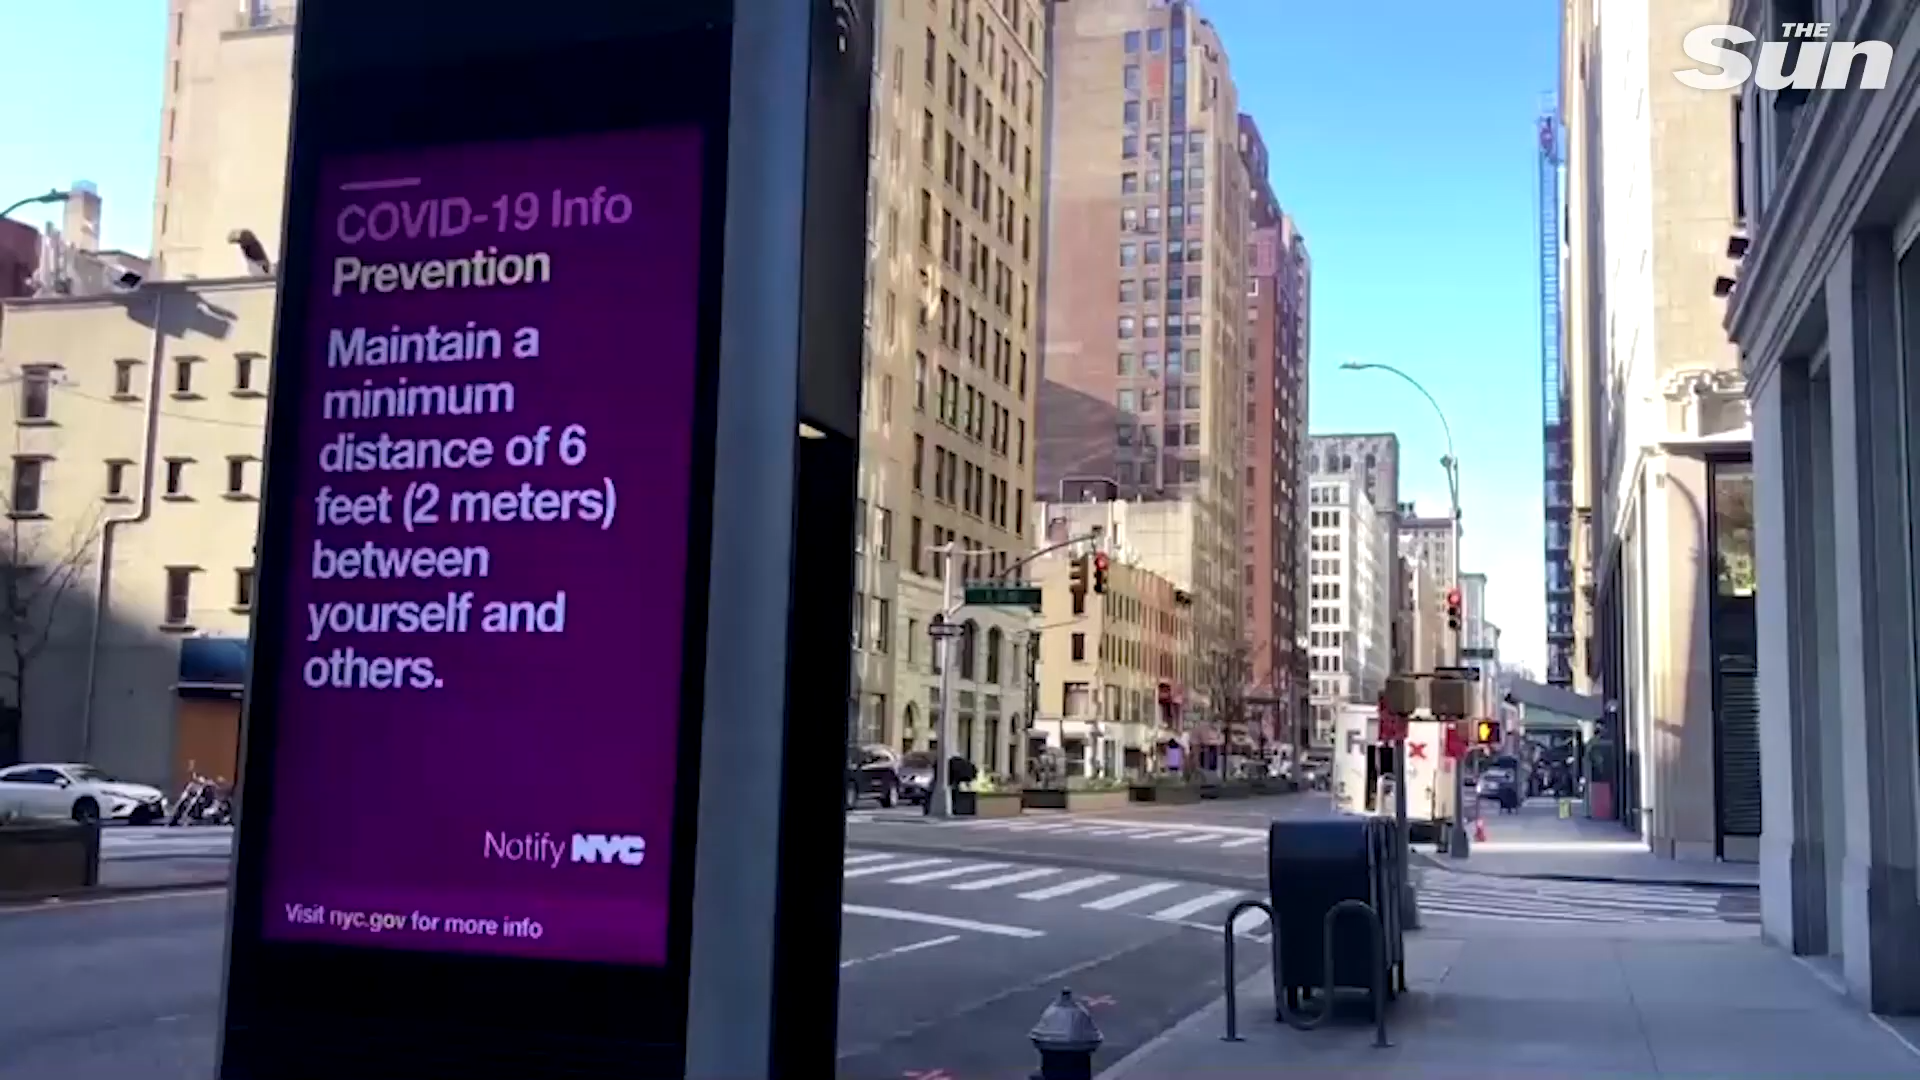 THE
Sun
COVID-19 Info
Prevention
Maintain a
minimum
distance of 6
feet (2 meters)
between
yourself and
others.
Notify NYC
Visit nyc.gov for more info